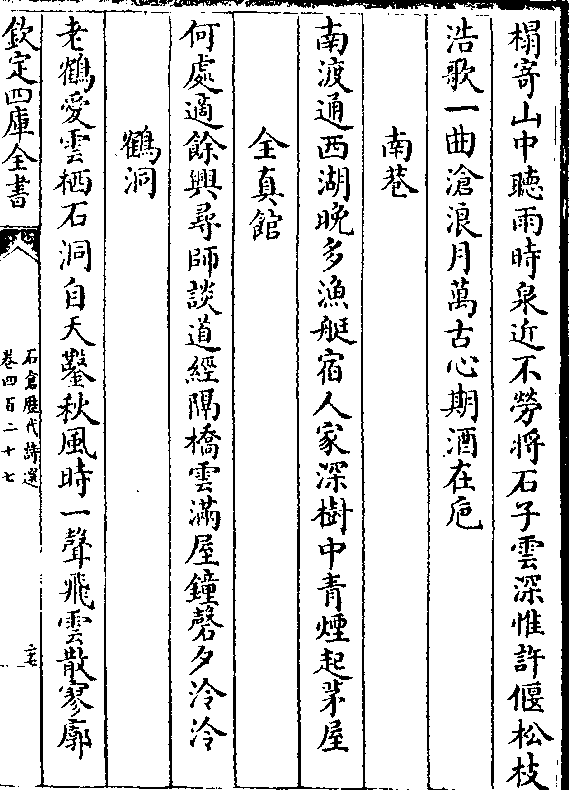 榻寄山中聽雨時泉近不勞將石子雲深惟許偃松枝
浩歌一曲滄浪月萬古心期酒在巵
南巷
南渡通西湖晚多漁艇宿人家深樹中青煙起茅屋
全真館
何處適餘興尋師談道經隔橋雲滿屋鐘磬夕泠泠
鶴洞
老鶴愛雲栖石洞自天鑿秋風時一聲飛雲散寥廓
欽定四庫全書
石倉歷代詩選
卷四百二十七